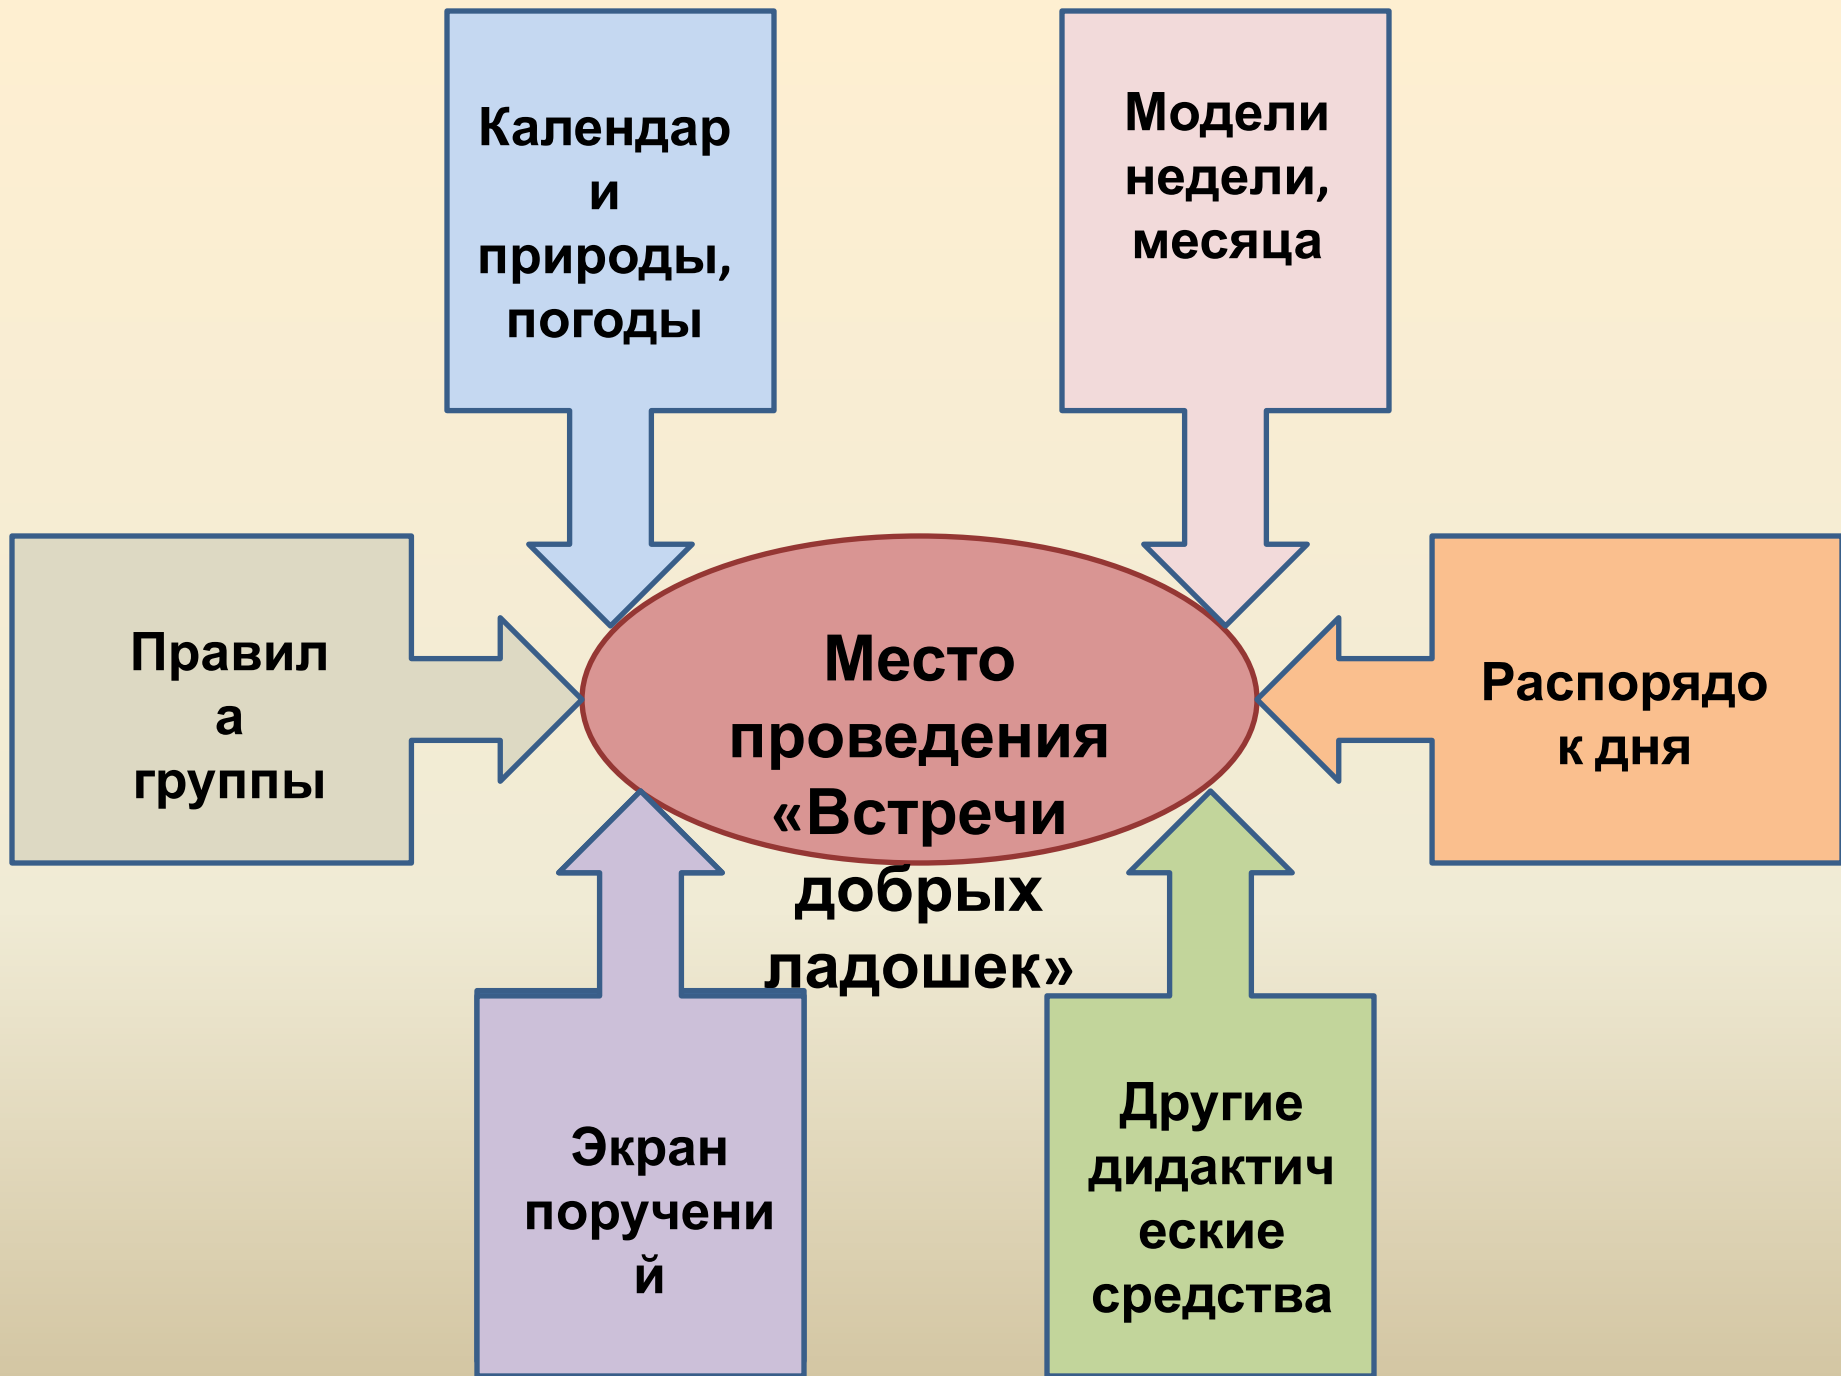 Календар
и
природы,
погоды
Модели
недели,
месяца
Правил
а
группы
Место
проведения
«Встречи
добрых
ладошек»
Распорядо
к дня
Экран
поручени
й
Другие
дидактич
еские
средства